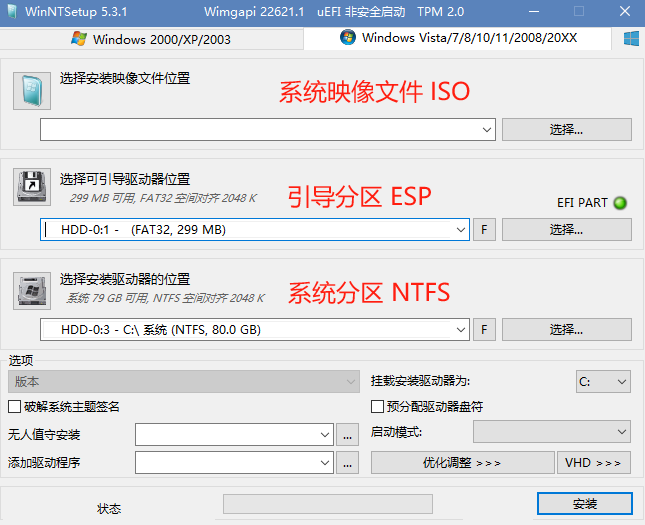 WinNTSetup 5.3.1 Wimgapi 22621.1 uEFI 非安全启动 TPM 2.0
Windows 2000/XP/2003 Windows Vista/7/8/10/11/2008/20XX
选择安装映像文件位置
系统映像文件 ISO
选择...
选择可引导驱动器位置
299 MB 可用, FAT32 空间对齐 2048 K
引导分区 ESP
EFI PART
HDD-0:1 - (FAT32, 299 MB) F 选择...
选择安装驱动器的位置
系统 79 GB 可用, NTFS 空间对齐 2048 K
系统分区 NTFS
HDD-0:3 - C:\ 系统 (NTFS, 80.0 GB) F 选择...
选项
版本 挂载安装驱动器为: C:
破解系统主题签名 预分配驱动器盘符
无人值守安装 ... 启动模式:
添加驱动程序 ... 优化调整 >>> VHD >>>
状态 安装